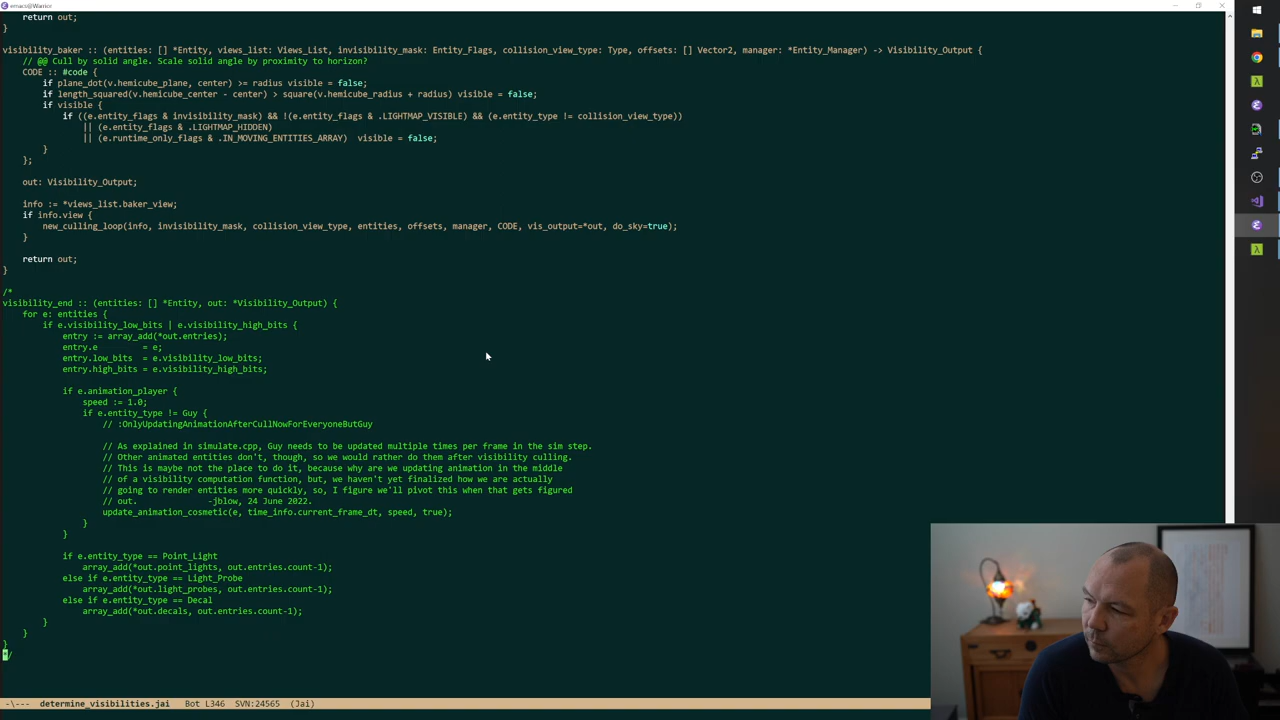 emacs@Warrior
    return out;
}
visibility_baker :: (entities: [] *Entity, views_list: Views_List, invisibility_mask: Entity_Flags, collision_view_type: Type, offsets: [] Vector2, manager: *Entity_Manager) -> Visibility_Output {
    // @@ Cull by solid angle. Scale solid angle by proximity to horizon?
    CODE :: #code {
        if plane_dot(v.hemicube_plane, center) >= radius visible = false;
        if length_squared(v.hemicube_center - center) > square(v.hemicube_radius + radius) visible = false;
        if visible {
            if ((e.entity_flags & invisibility_mask) && !(e.entity_flags & .LIGHTMAP_VISIBLE) && (e.entity_type != collision_view_type))
                || (e.entity_flags & .LIGHTMAP_HIDDEN)
                || (e.runtime_only_flags & .IN_MOVING_ENTITIES_ARRAY)  visible = false;
        }
    };
    out: Visibility_Output;
    info := *views_list.baker_view;
    if info.view {
        new_culling_loop(info, invisibility_mask, collision_view_type, entities, offsets, manager, CODE, vis_output=*out, do_sky=true);
    }
    return out;
}
/*
visibility_end :: (entities: [] *Entity, out: *Visibility_Output) {
    for e: entities {
        if e.visibility_low_bits | e.visibility_high_bits {
            entry := array_add(*out.entries);
            entry.e         = e;
            entry.low_bits  = e.visibility_low_bits;
            entry.high_bits = e.visibility_high_bits;
            if e.animation_player {
                speed := 1.0;
                if e.entity_type != Guy {
                    // :OnlyUpdatingAnimationAfterCullNowForEveryoneButGuy
                    // As explained in simulate.cpp, Guy needs to be updated multiple times per frame in the sim step.
                    // Other animated entities don't, though, so we would rather do them after visibility culling.
                    // This is maybe not the place to do it, because why are we updating animation in the middle
                    // of a visibility computation function, but, we haven't yet finalized how we are actually
                    // going to render entities more quickly, so, I figure we'll pivot this when that gets figured
                    // out.              -jblow, 24 June 2022.
                    update_animation_cosmetic(e, time_info.current_frame_dt, speed, true);
                }
            }
            if e.entity_type == Point_Light
                array_add(*out.point_lights, out.entries.count-1);
            else if e.entity_type == Light_Probe
                array_add(*out.light_probes, out.entries.count-1);
            else if e.entity_type == Decal
                array_add(*out.decals, out.entries.count-1);
        }
    }
}
*/
-\---  determine_visibilities.jai   Bot L346  SVN:24565  (Jai)